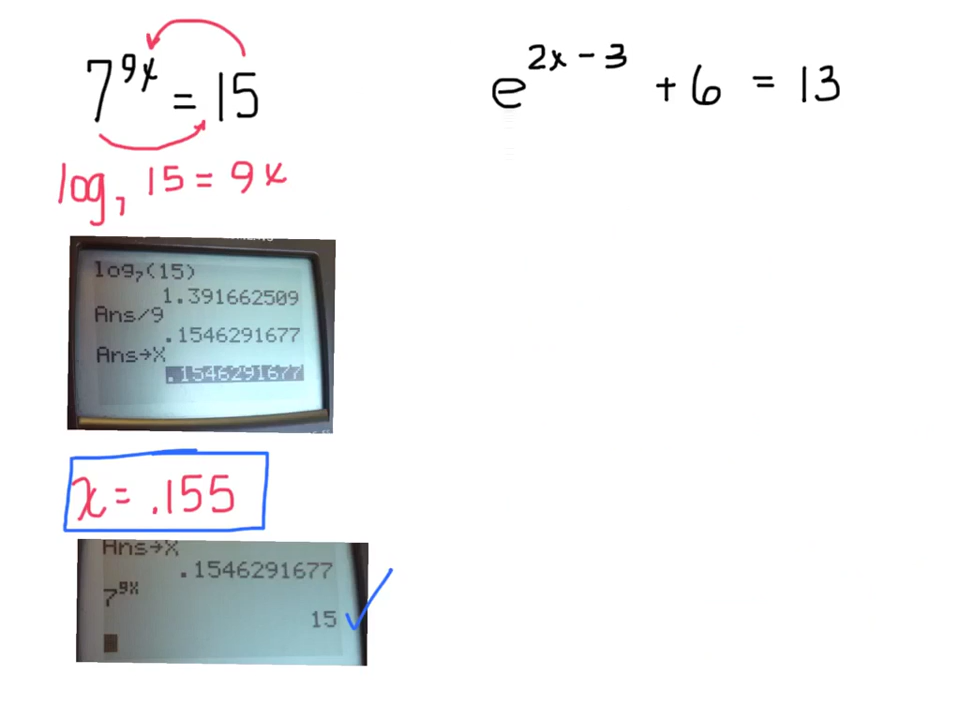 7^9x = 15
log₇ 15 = 9x
log₇(15)
1.391662509
Ans/9
.1546291677
Ans→X
.1546291677
x = .155
Ans→X
.1546291677
7^9X
15
e^2x - 3 + 6 = 13